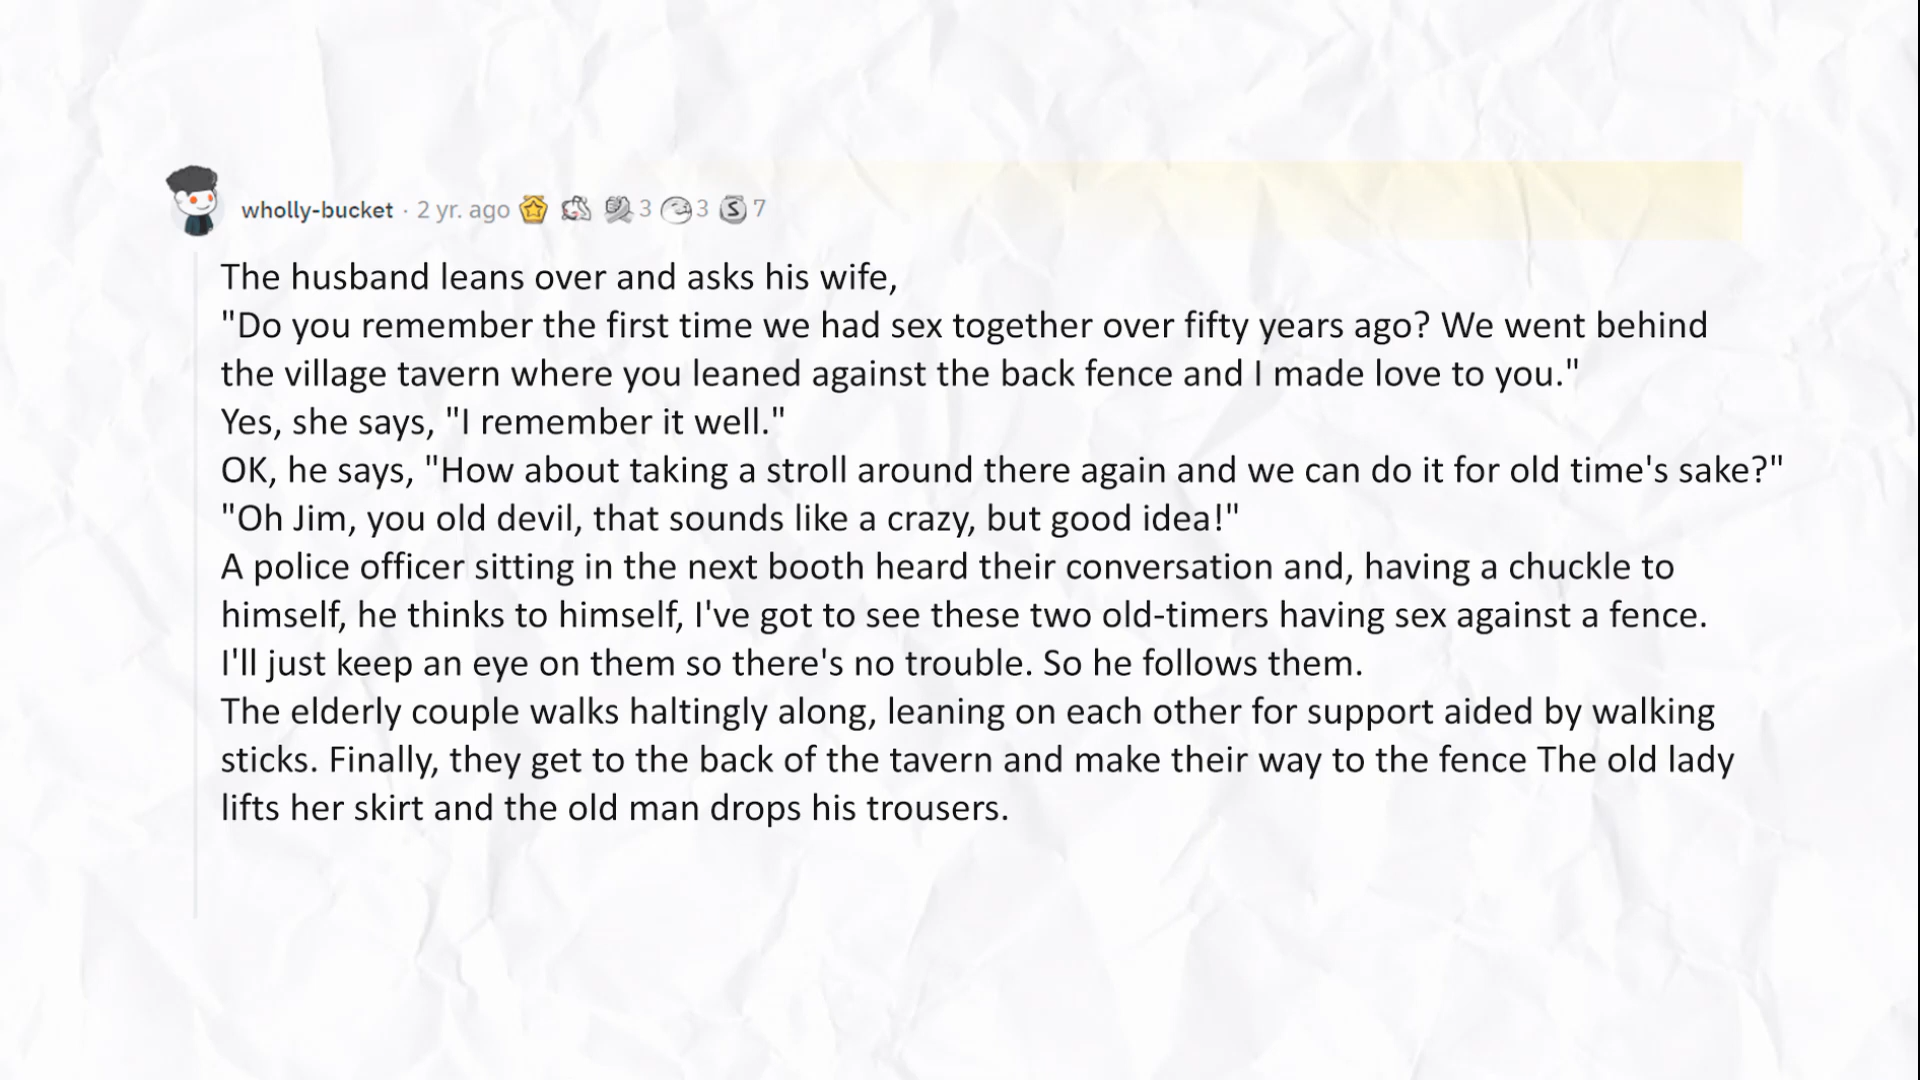 wholly-bucket · 2 yr. ago 3 3 S 7
The husband leans over and asks his wife,
"Do you remember the first time we had sex together over fifty years ago? We went behind
the village tavern where you leaned against the back fence and I made love to you."
Yes, she says, "I remember it well."
OK, he says, "How about taking a stroll around there again and we can do it for old time's sake?"
"Oh Jim, you old devil, that sounds like a crazy, but good idea!"
A police officer sitting in the next booth heard their conversation and, having a chuckle to
himself, he thinks to himself, I've got to see these two old-timers having sex against a fence.
I'll just keep an eye on them so there's no trouble. So he follows them.
The elderly couple walks haltingly along, leaning on each other for support aided by walking
sticks. Finally, they get to the back of the tavern and make their way to the fence The old lady
lifts her skirt and the old man drops his trousers.